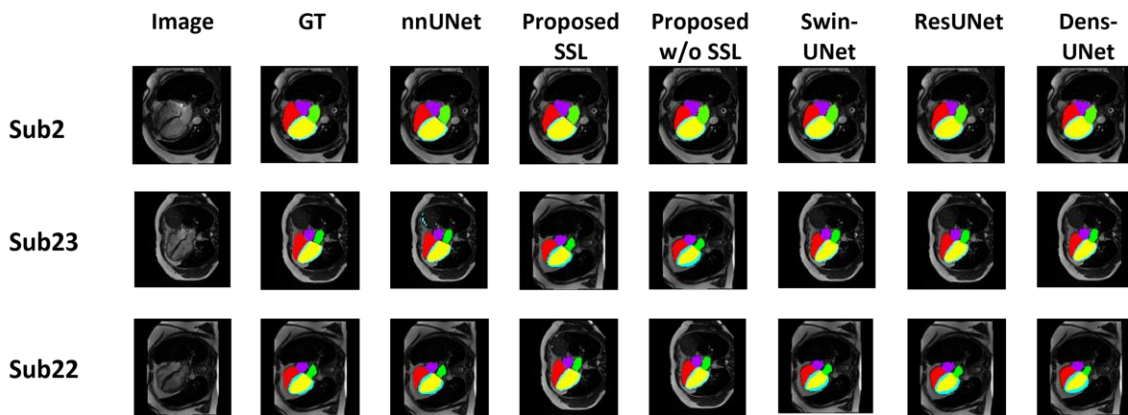 Image GT nnUNet Proposed Proposed Swin- ResUNet Dens-
SSL w/o SSL UNet UNet
Sub2
Sub23
Sub22